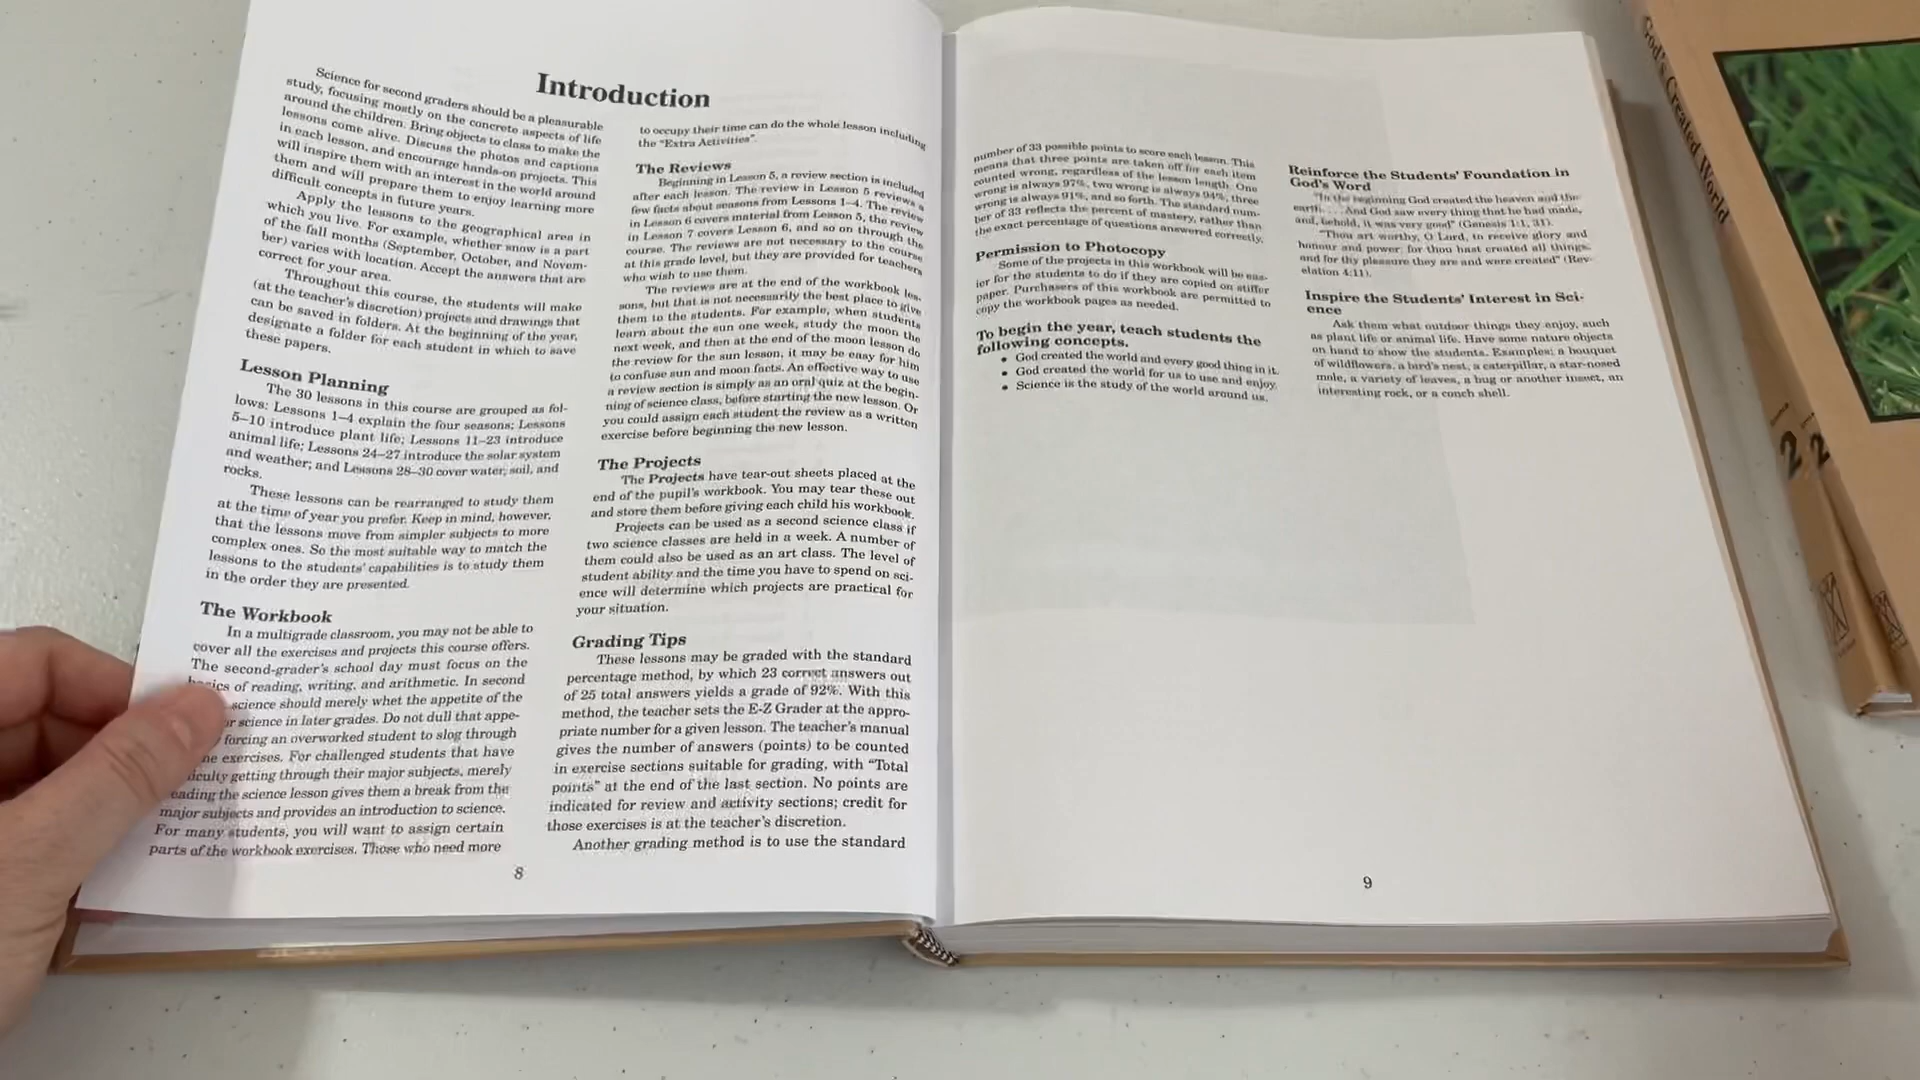 Introduction
Science for second graders should be a pleasurable
study, focusing mostly on the concrete aspects of life
around the children. Bring objects to class to make the
lessons come alive. Discuss the photos and captions
in each lesson, and encourage hands-on projects. This
will inspire them with an interest in the world around
them and will prepare them to enjoy learning more
difficult concepts in future years.
Apply the lessons to the geographical area in
which you live. For example, whether snow is a part
of the fall months (September, October, and Novem-
ber) varies with location. Accept the answers that are
correct for your area.
Throughout this course, the students will make
(at the teacher's discretion) projects and drawings that
can be saved in folders. At the beginning of the year,
designate a folder for each student in which to save
these papers.
Lesson Planning
The 30 lessons in this course are grouped as fol-
lows: Lessons 1–4 explain the four seasons; Lessons
5–10 introduce plant life; Lessons 11–23 introduce
animal life; Lessons 24–27 introduce the solar system
and weather; and Lessons 28–30 cover water, soil, and
rocks.
These lessons can be rearranged to study them
at the time of year you prefer. Keep in mind, however,
that the lessons move from simpler subjects to more
complex ones. So the most suitable way to match the
lessons to the students' capabilities is to study them
in the order they are presented.
The Workbook
In a multigrade classroom, you may not be able to
cover all the exercises and projects this course offers.
The second-grader's school day must focus on the
of reading, writing, and arithmetic. In second
science should merely whet the appetite of the
science in later grades. Do not dull that appe-
forcing an overworked student to slog through
exercises. For challenged students that have
getting through their major subjects, merely
the science lesson gives them a break from the
major subjects and provides an introduction to science.
For many students, you will want to assign certain
parts of the workbook exercises. Those who need more
8
to occupy their time can do the whole lesson including
the "Extra Activities".
The Reviews
Beginning in Lesson 5, a review section is included
after each lesson. The review in Lesson 5 reviews a
few facts about seasons from Lessons 1–4. The review
in Lesson 6 covers material from Lesson 5, the review
in Lesson 7 covers Lesson 6, and so on through the
course. The reviews are not necessary to the course
at this grade level, but they are provided for teachers
who wish to use them.
The reviews are at the end of the workbook les-
sons, but that is not necessarily the best place to give
them to the students. For example, when students
learn about the sun one week, study the moon the
next week, and then at the end of the moon lesson do
the review for the sun lesson, it may be easy for him
to confuse sun and moon facts. An effective way to use
a review section is simply as an oral quiz at the begin-
ning of science class, before starting the new lesson. Or
you could assign each student the review as a written
exercise before beginning the new lesson.
The Projects
The Projects have tear-out sheets placed at the
end of the pupil's workbook. You may tear these out
and store them before giving each child his workbook.
Projects can be used as a second science class if
two science classes are held in a week. A number of
them could also be used as an art class. The level of
student ability and the time you have to spend on sci-
ence will determine which projects are practical for
your situation.
Grading Tips
These lessons may be graded with the standard
percentage method, by which 23 correct answers out
of 25 total answers yields a grade of 92%. With this
method, the teacher sets the E-Z Grader at the appro-
priate number for a given lesson. The teacher's manual
gives the number of answers (points) to be counted
in exercise sections suitable for grading, with "Total
points" at the end of the last section. No points are
indicated for review and activity sections; credit for
those exercises is at the teacher's discretion.
Another grading method is to use the standard
number of 33 possible points to score each lesson. This
means that three points are taken off for each item
counted wrong, regardless of the lesson length. One
wrong is always 97%, two wrong is always 94%, three
wrong is always 91%, and so forth. The standard num-
ber of 33 reflects the percent of mastery, rather than
the exact percentage of questions answered correctly.
Permission to Photocopy
Some of the projects in this workbook will be eas-
ier for the students to do if they are copied on stiffer
paper. Purchasers of this workbook are permitted to
copy the workbook pages as needed.
To begin the year, teach students the
following concepts.
• God created the world and every good thing in it.
• God created the world for us to use and enjoy.
• Science is the study of the world around us.
Reinforce the Students' Foundation in
God's Word
"In the beginning God created the heaven and the
earth. . . . And God saw every thing that he had made,
and, behold, it was very good" (Genesis 1:1, 31).
"Thou art worthy, O Lord, to receive glory and
honour and power: for thou hast created all things,
and for thy pleasure they are and were created" (Rev-
elation 4:11).
Inspire the Students' Interest in Sci-
ence
Ask them what outdoor things they enjoy, such
as plant life or animal life. Have some nature objects
on hand to show the students. Examples: a bouquet
of wildflowers, a bird's nest, a caterpillar, a star-nosed
mole, a variety of leaves, a bug or another insect, an
interesting rock, or a conch shell.
9
God's Created World
2
2